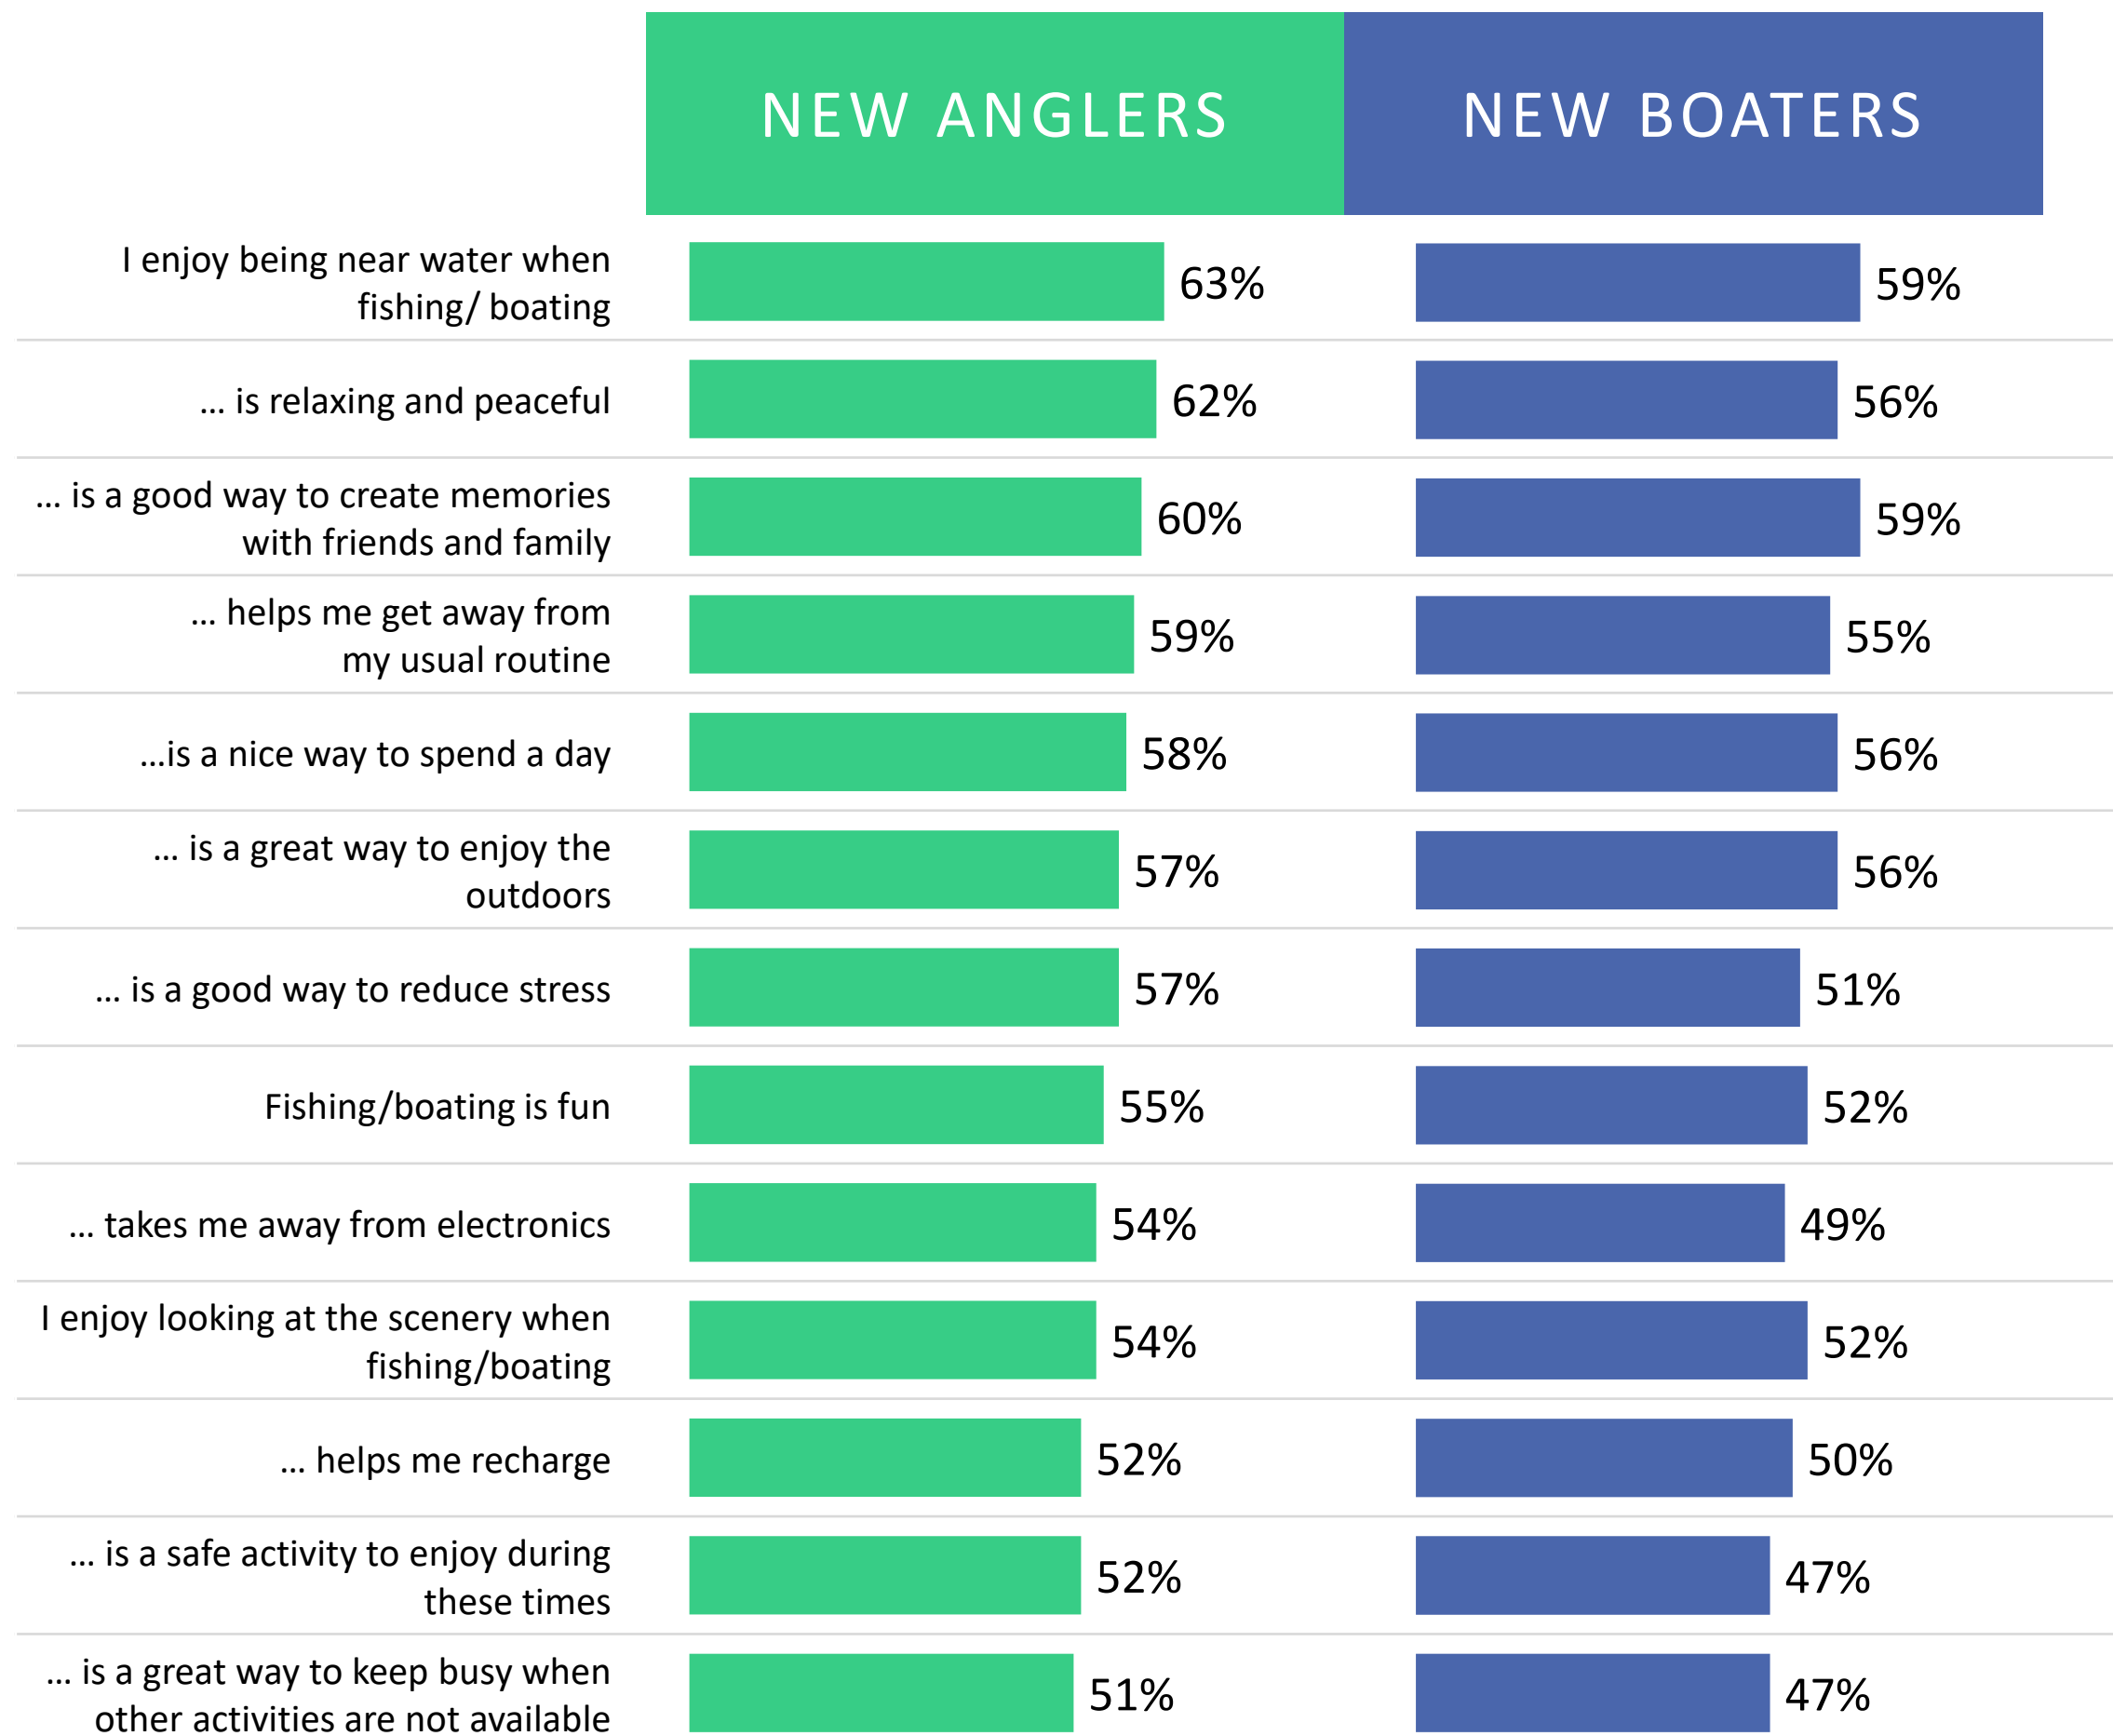 NEW ANGLERS NEW BOATERS
I enjoy being near water when
fishing/ boating
63% 59%
... is relaxing and peaceful 62% 56%
... is a good way to create memories
with friends and family
60% 59%
... helps me get away from
my usual routine
59% 55%
...is a nice way to spend a day 58% 56%
... is a great way to enjoy the
outdoors
57% 56%
... is a good way to reduce stress 57% 51%
Fishing/boating is fun 55% 52%
... takes me away from electronics 54% 49%
I enjoy looking at the scenery when
fishing/boating
54% 52%
... helps me recharge 52% 50%
... is a safe activity to enjoy during
these times
52% 47%
... is a great way to keep busy when
other activities are not available
51% 47%